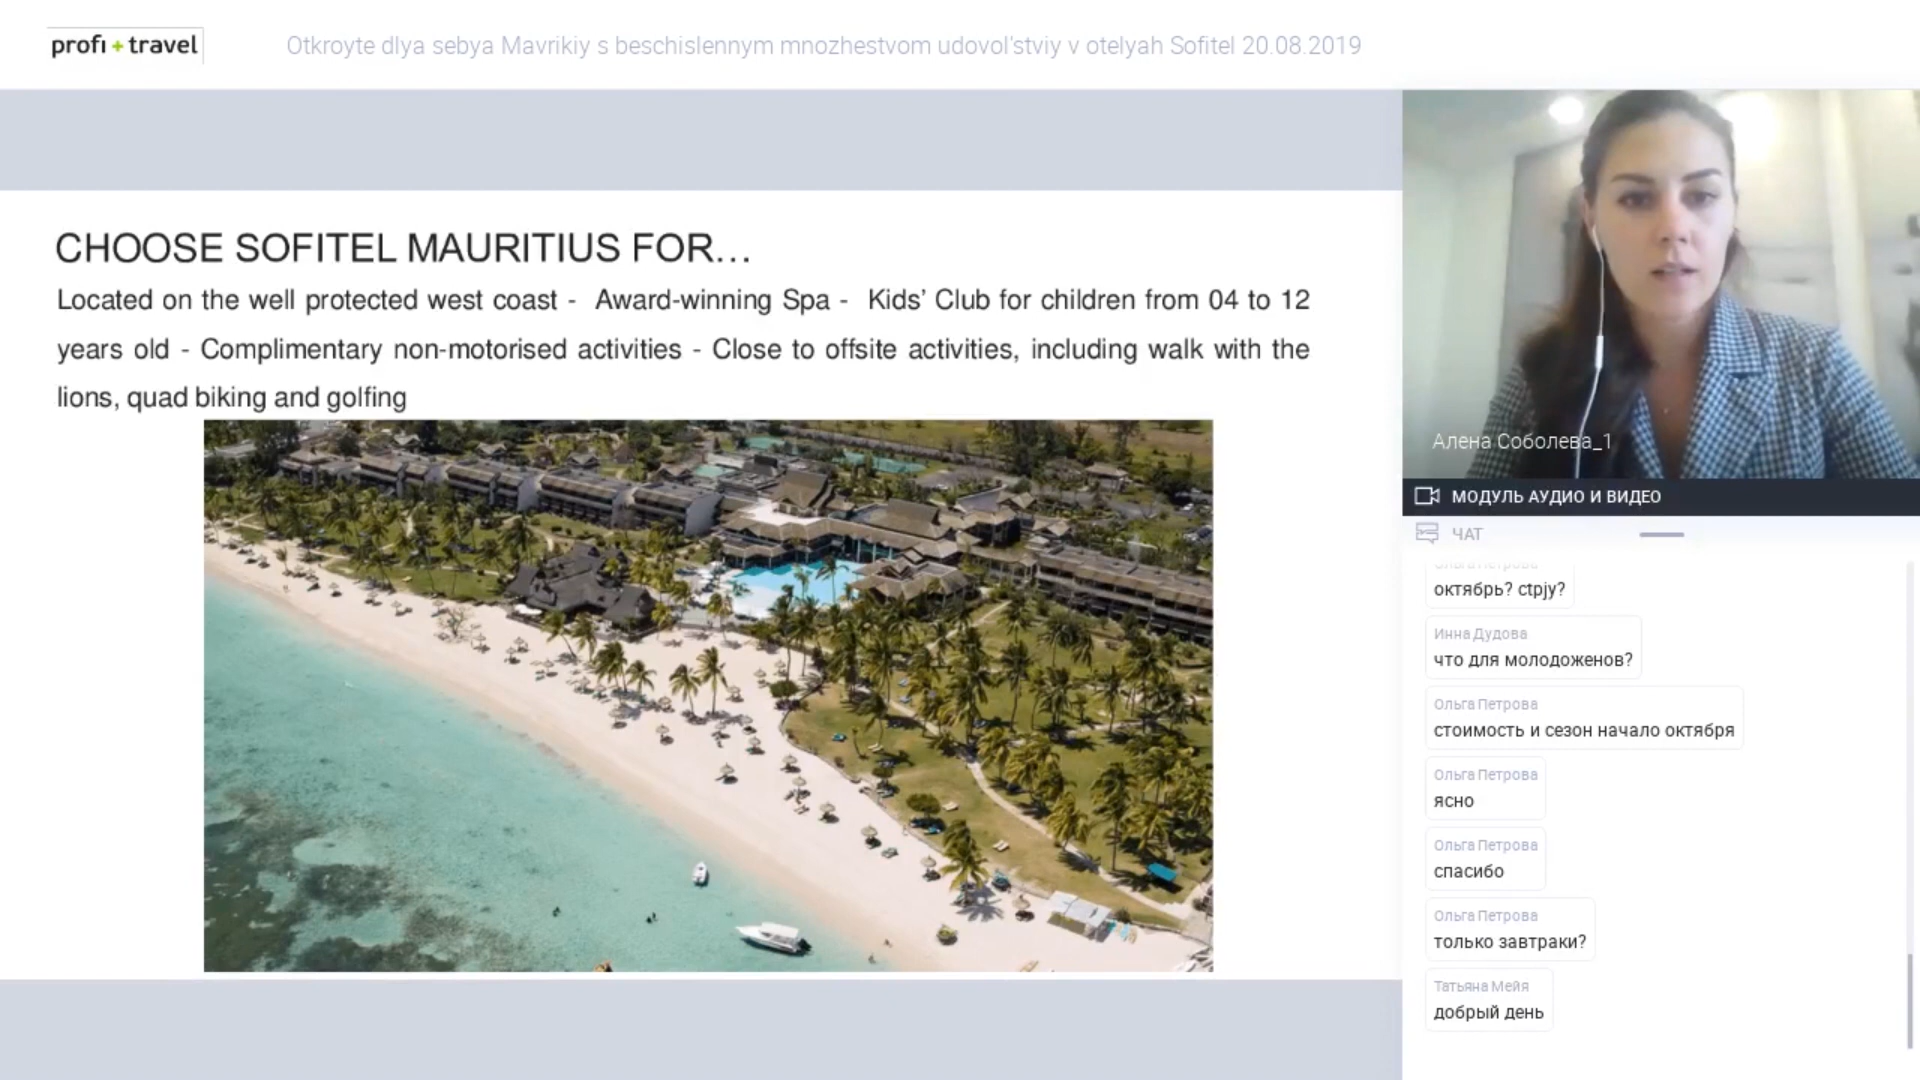 profi + travel
Otkroyte dlya sebya Mavrikiy s beschislennym mnozhestvom udovol'stviy v otelyah Sofitel 20.08.2019
CHOOSE SOFITEL MAURITIUS FOR...
Located on the well protected west coast - Award-winning Spa - Kids’ Club for children from 04 to 12
years old - Complimentary non-motorised activities - Close to offsite activities, including walk with the
lions, quad biking and golfing
Алена Соболева_1
МОДУЛЬ АУДИО И ВИДЕО
ЧАТ
Ольга Петрова
октябрь? ctpjy?
Инна Дудова
что для молодоженов?
Ольга Петрова
стоимость и сезон начало октября
Ольга Петрова
ясно
Ольга Петрова
спасибо
Ольга Петрова
только завтраки?
Татьяна Мейя
добрый день